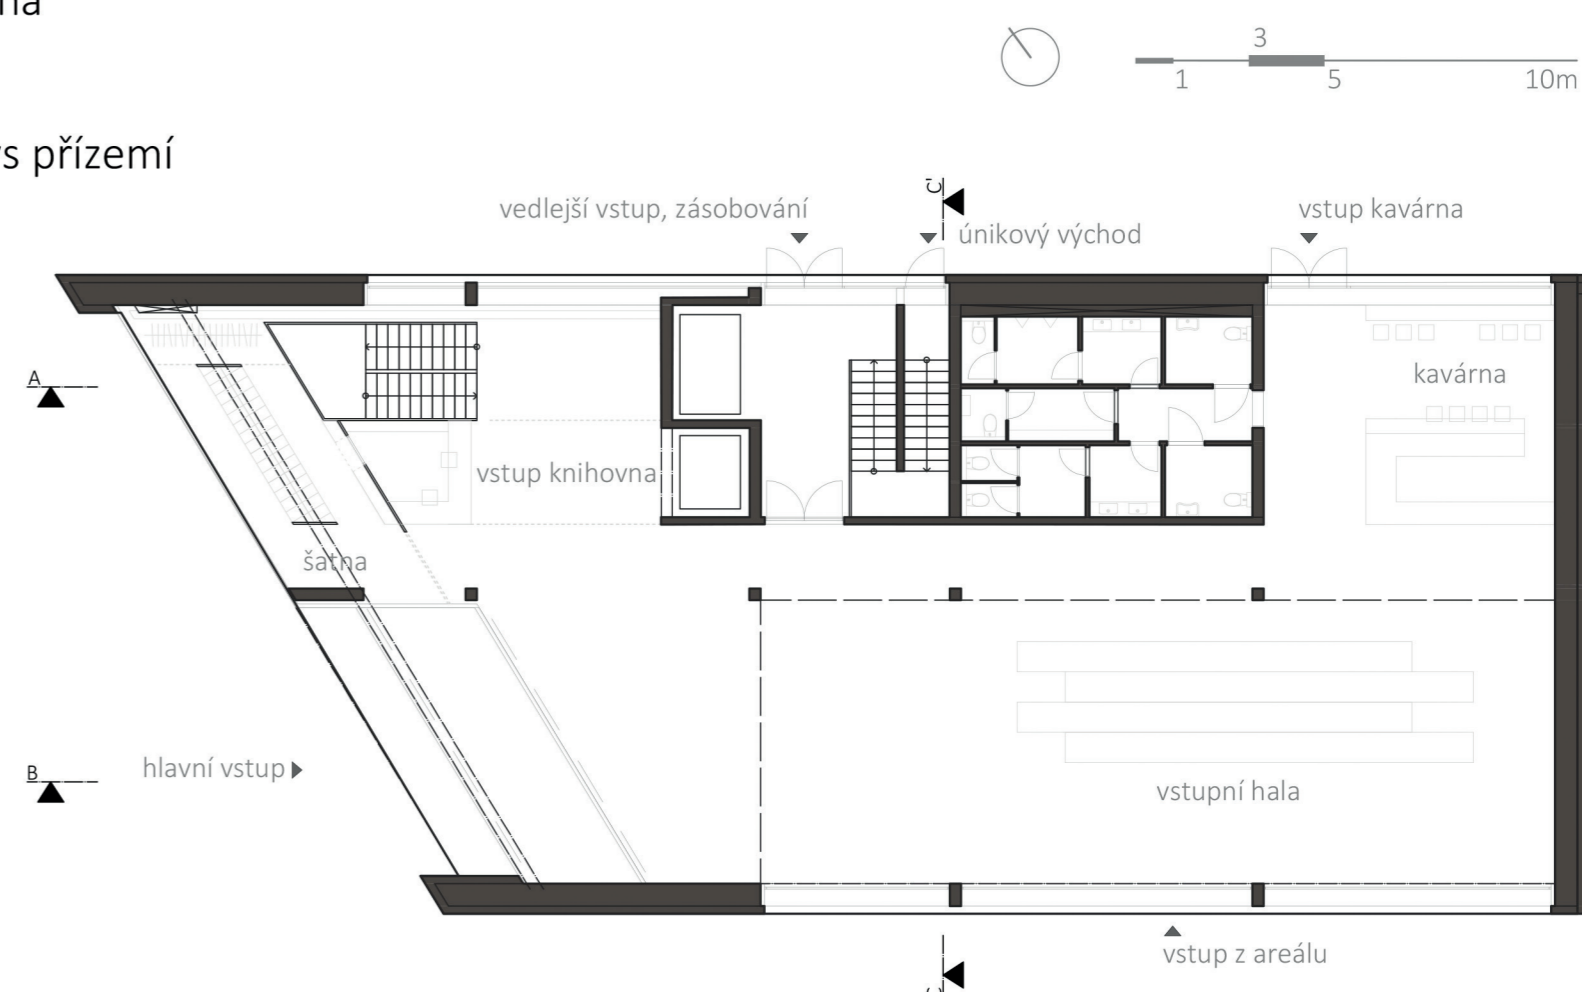 na
3
1
5
10m
s přízemí
C'
vedlejší vstup, zásobování
vstup kavárna
únikový východ
A
kavárna
vstup knihovna
šatna
B
hlavní vstup
vstupní hala
vstup z areálu